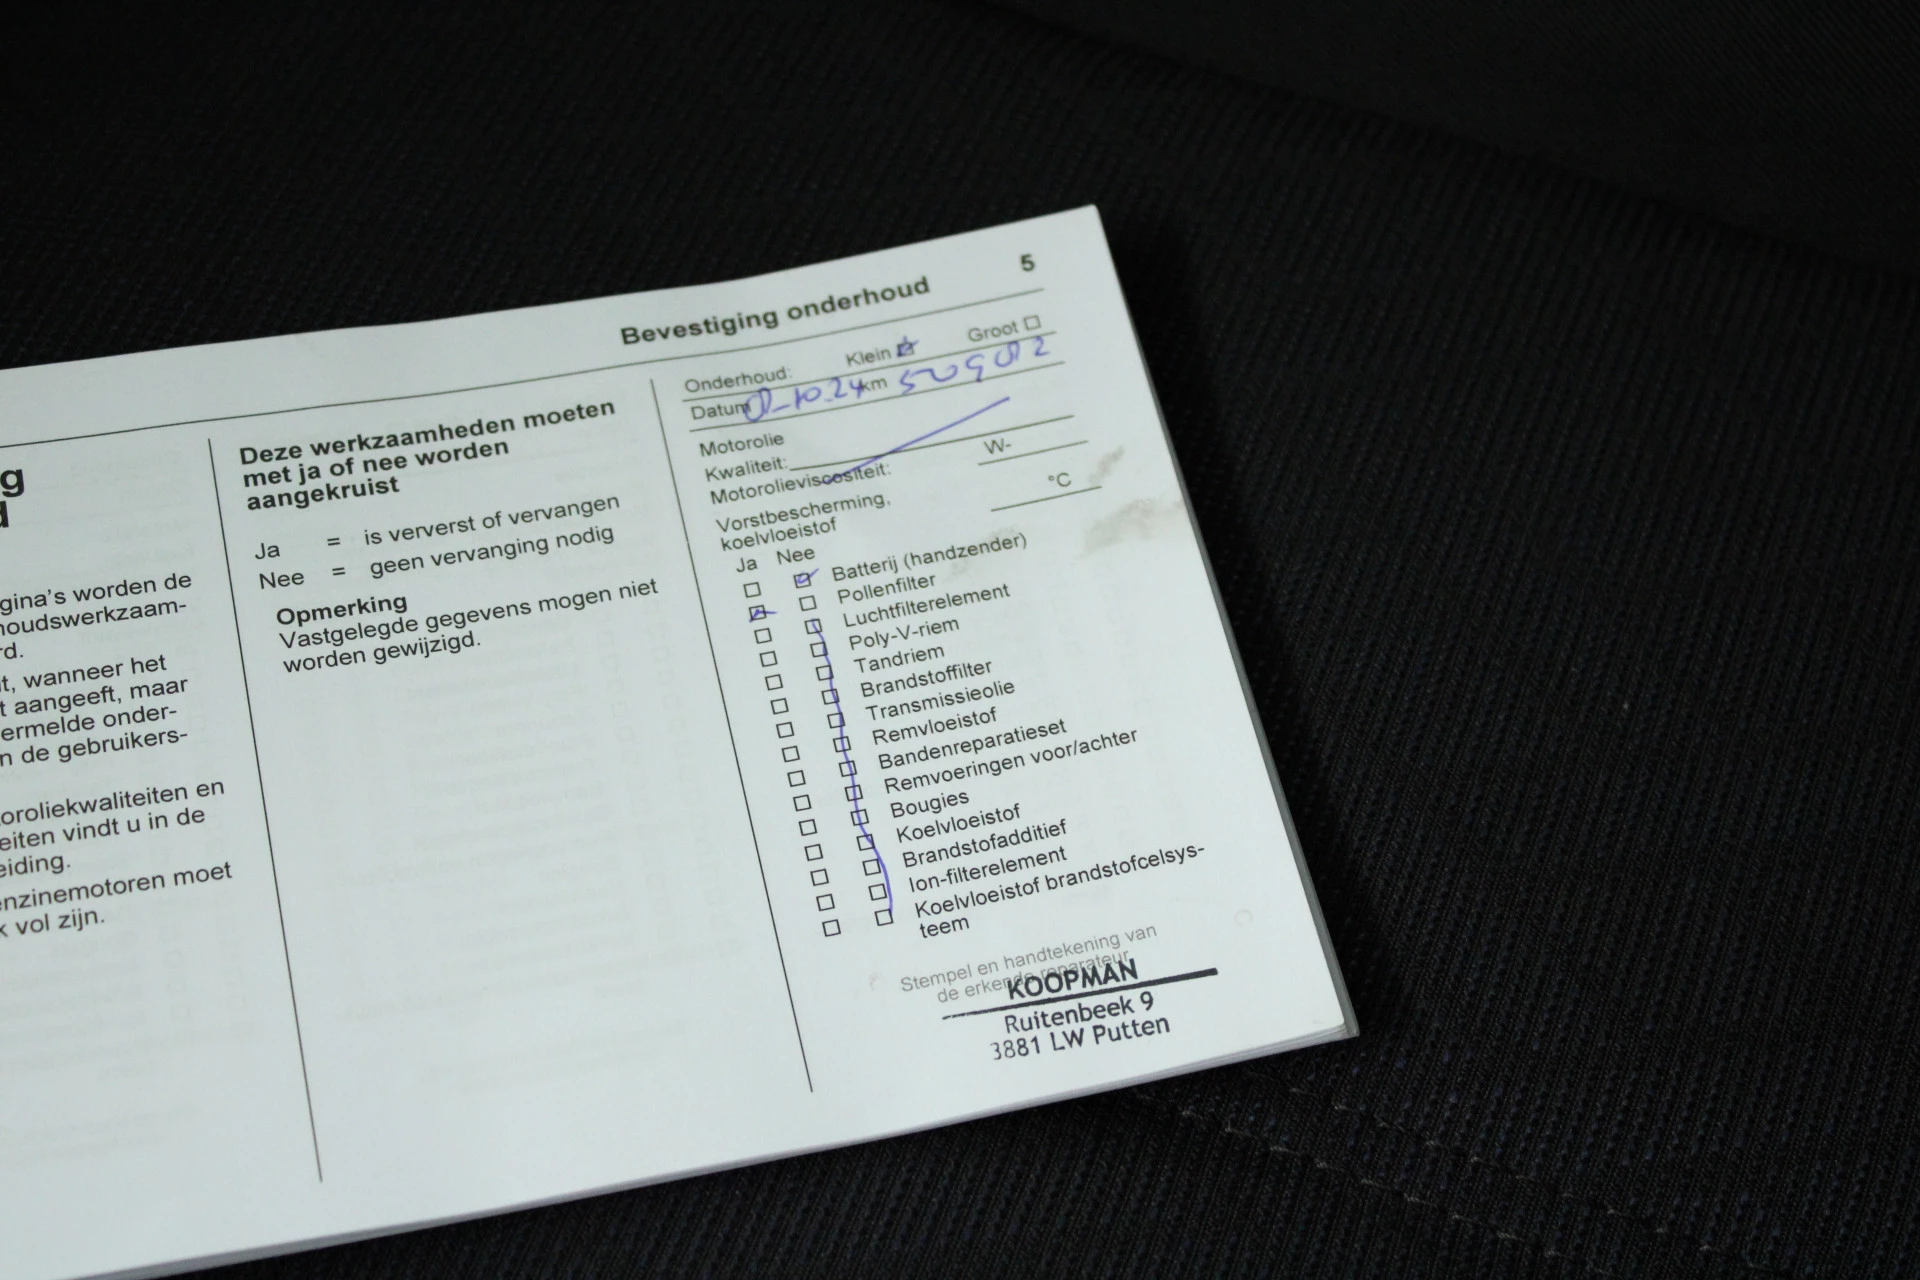 Bevestiging onderhoud 5
g
d
gina's worden de
houdswerkzaam-
rd.
t, wanneer het
t aangeeft, maar
ermelde onder-
n de gebruikers-
oroliekwaliteiten en
eiten vindt u in de
eiding.
enzinemotoren moet
k vol zijn.
Deze werkzaamheden moeten
met ja of nee worden
aangekruist
Ja = is ververst of vervangen
Nee = geen vervanging nodig
Opmerking
Vastgelegde gegevens mogen niet
worden gewijzigd.
Onderhoud: Klein Groot
Datum km
Motorolie
Kwaliteit:
Motorolieviscositeit: W-
Vorstbescherming,
koelvloeistof °C
Ja Nee
Batterij (handzender)
Pollenfilter
Luchtfilterelement
Poly-V-riem
Tandriem
Brandstoffilter
Transmissieolie
Remvloeistof
Bandenreparatieset
Remvoeringen voor/achter
Bougies
Koelvloeistof
Brandstofadditief
Ion-filterelement
Koelvloeistof brandstofcelsys-
teem
Stempel en handtekening van
de erkende reparateur
KOOPMAN
Ruitenbeek 9
3881 LW Putten